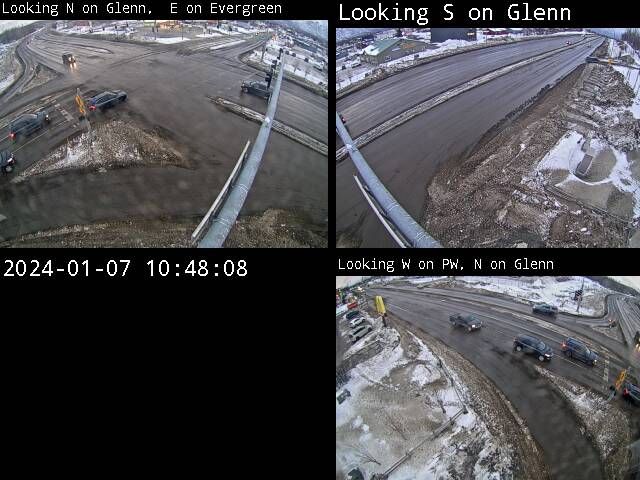 Looking N on Glenn,  E on Evergreen
Looking S on Glenn
2024-01-07 10:48:08
Looking W on PW, N on Glenn